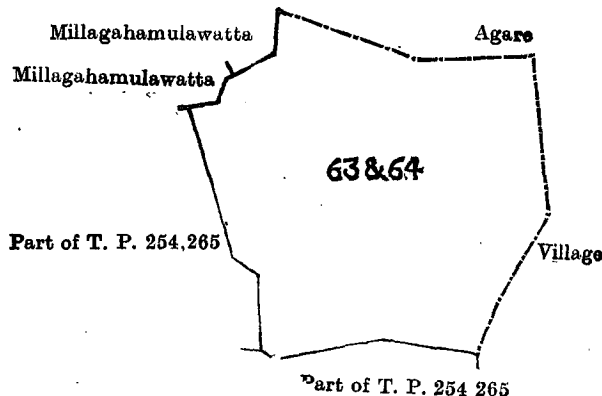 Millagahamulawatta
Agare
Millagahamulawatta
63 & 64
Part of T. P. 254,265
Village
Part of T. P. 254 265